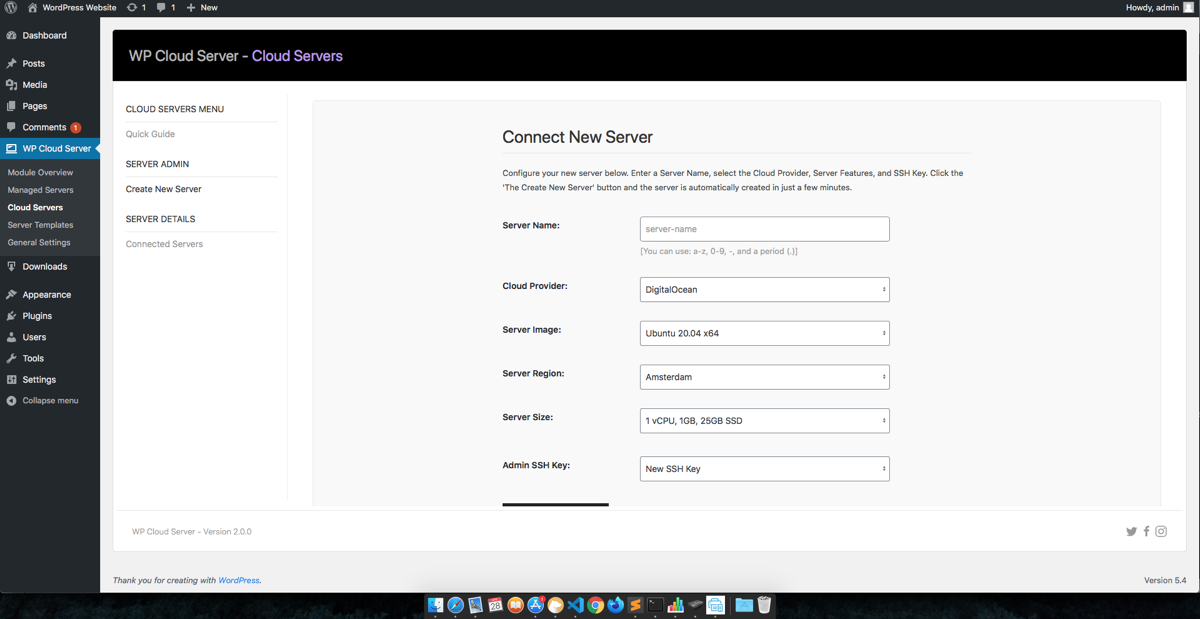 WordPress Website 1 1 New Howdy, admin
Dashboard
Posts
Media
Pages
Comments 1
WP Cloud Server
Module Overview
Managed Servers
Cloud Servers
Server Templates
General Settings
Downloads
Appearance
Plugins
Users
Tools
Settings
Collapse menu
WP Cloud Server - Cloud Servers
CLOUD SERVERS MENU
Quick Guide
SERVER ADMIN
Create New Server
SERVER DETAILS
Connected Servers
Connect New Server
Configure your new server below. Enter a Server Name, select the Cloud Provider, Server Features, and SSH Key. Click the
'The Create New Server' button and the server is automatically created in just a few minutes.
Server Name: server-name
[You can use: a-z, 0-9, -, and a period (.)]
Cloud Provider: DigitalOcean
Server Image: Ubuntu 20.04 x64
Server Region: Amsterdam
Server Size: 1 vCPU, 1GB, 25GB SSD
Admin SSH Key: New SSH Key
WP Cloud Server - Version 2.0.0
Thank you for creating with WordPress. Version 5.4
28